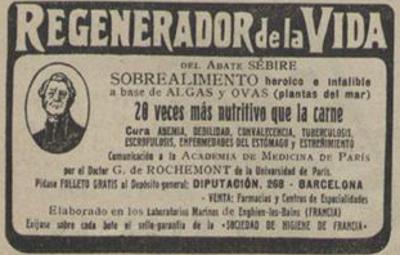 REGENERADOR de la VIDA
DEL ABATE SÉBIRE
SOBREALIMENTO heroico e infalible
a base de ALGAS y OVAS (plantas del mar)
20 veces más nutritivo que la carne
Cura ANEMIA, DEBILIDAD, CONVALECENCIA, TUBERCULOSIS,
ESCROFULOSIS, ENFERMEDADES DEL ESTÓMAGO y ESTREÑIMIENTO
Comunicación a la ACADEMIA DE MEDICINA DE PARÍS
por el Doctor G. DE ROCHEMONT de la Universidad de París.
Pídase FOLLETO GRATIS al Depósito general: DIPUTACIÓN, 268 - BARCELONA
- VENTA: Farmacias y Centros de Especialidades
Elaborado en los Laboratorios Marinos de Enghien-les-Bains (FRANCIA)
Exíjase sobre cada bote el sello-garantía de la «SOCIEDAD DE HIGIENE DE FRANCIA»